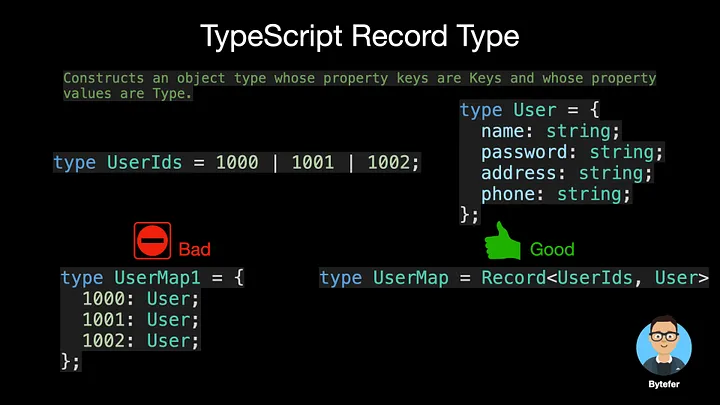 TypeScript Record Type
Constructs an object type whose property keys are Keys and whose property
values are Type.
type UserIds = 1000 | 1001 | 1002;
type User = {
  name: string;
  password: string;
  address: string;
  phone: string;
};
Bad
type UserMap1 = {
  1000: User;
  1001: User;
  1002: User;
};
Good
type UserMap = Record<UserIds, User>
Bytefer